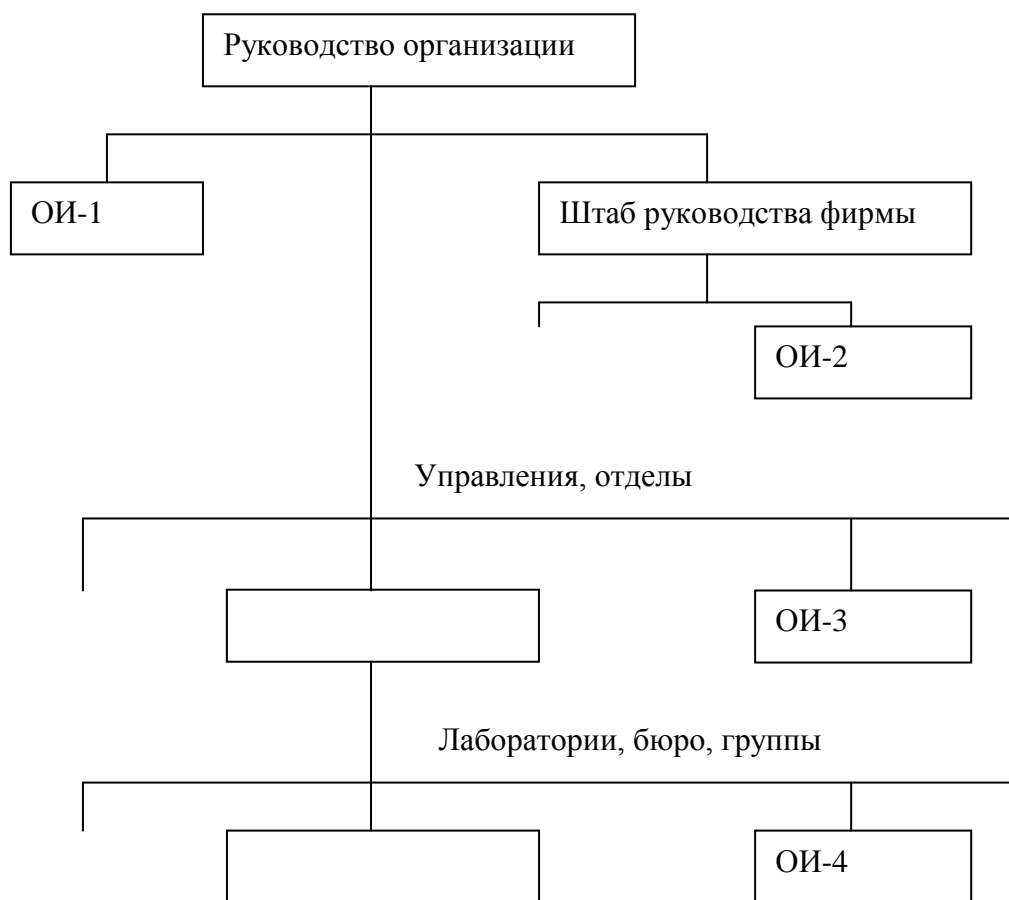 Руководство организации
ОИ-1
Штаб руководства фирмы
ОИ-2
Управления, отделы
ОИ-3
Лаборатории, бюро, группы
ОИ-4